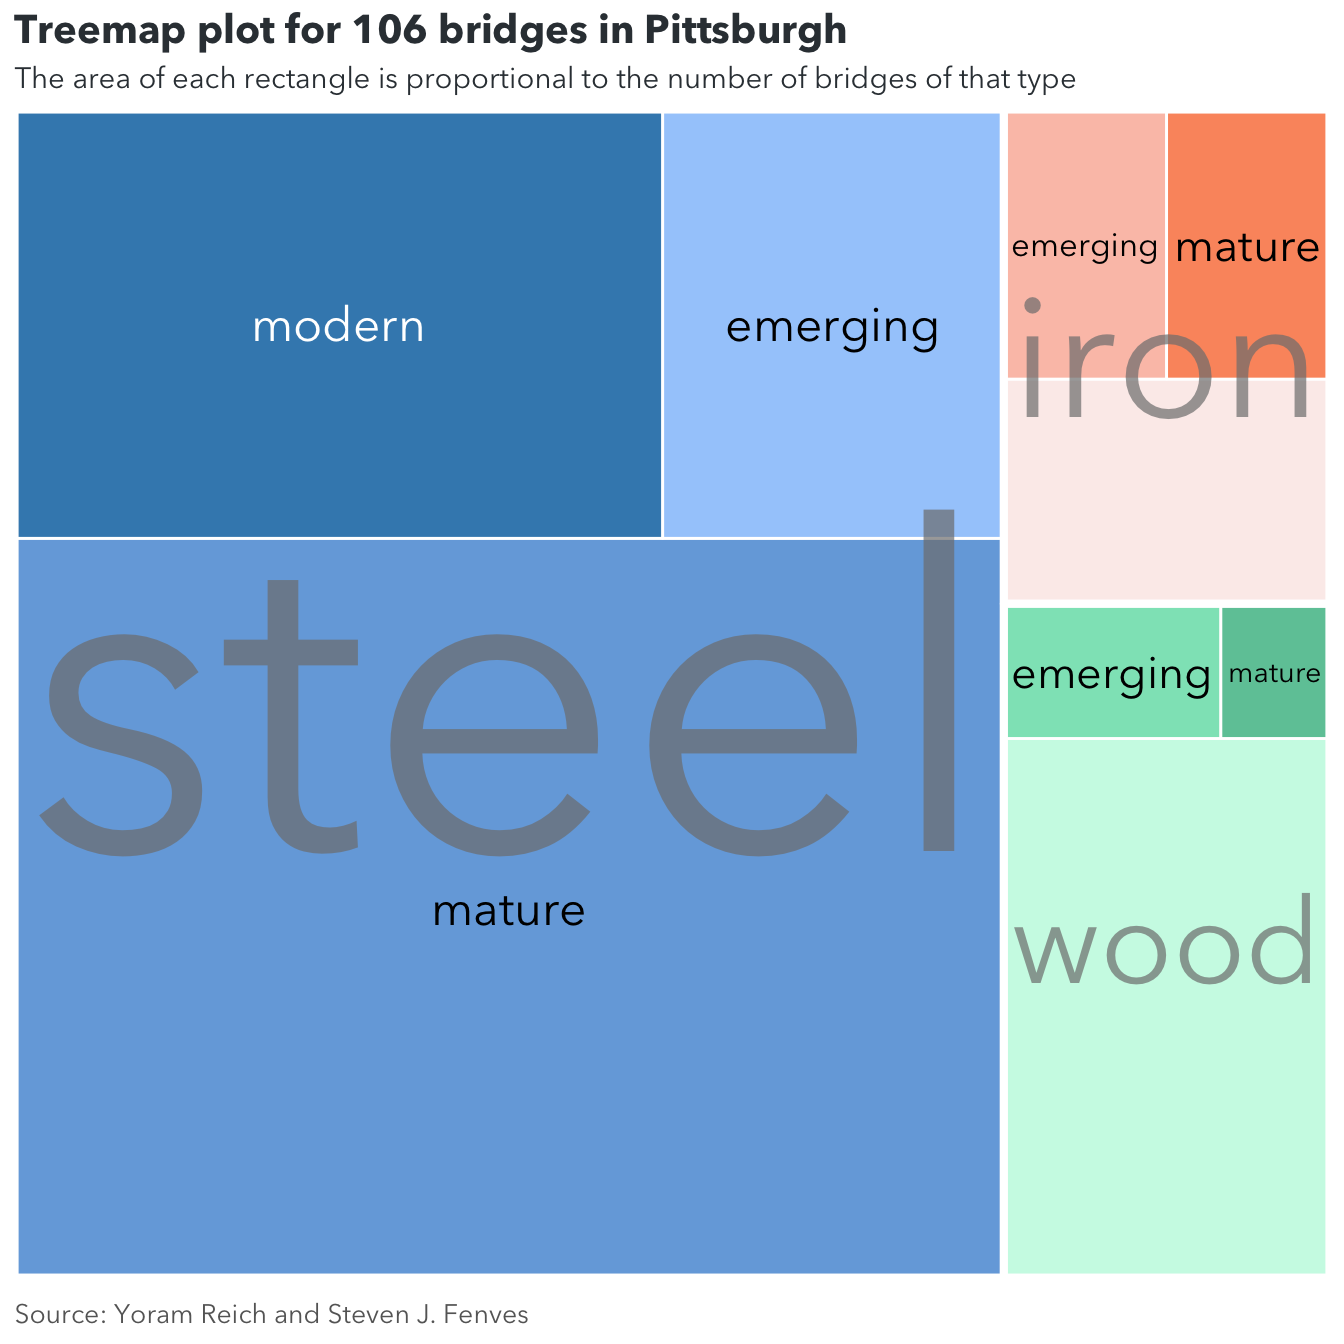 Treemap plot for 106 bridges in Pittsburgh
The area of each rectangle is proportional to the number of bridges of that type
modern
emerging
emerging
mature
iron
steel
mature
emerging
mature
wood
Source: Yoram Reich and Steven J. Fenves